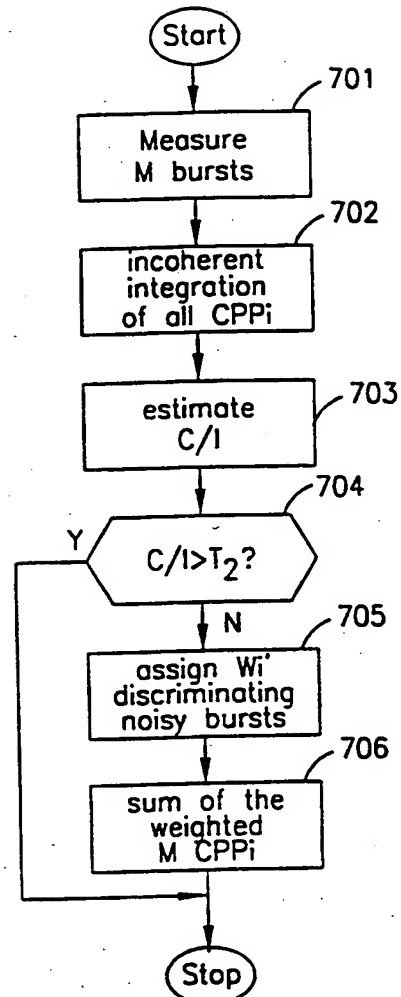 Start
701
Measure
M bursts
702
incoherent
integration
of all CPPi
703
estimate
C/I
704
Y
C/I>T2?
N
705
assign Wi'
discriminating
noisy bursts
706
sum of the
weighted
M CPPi
Stop